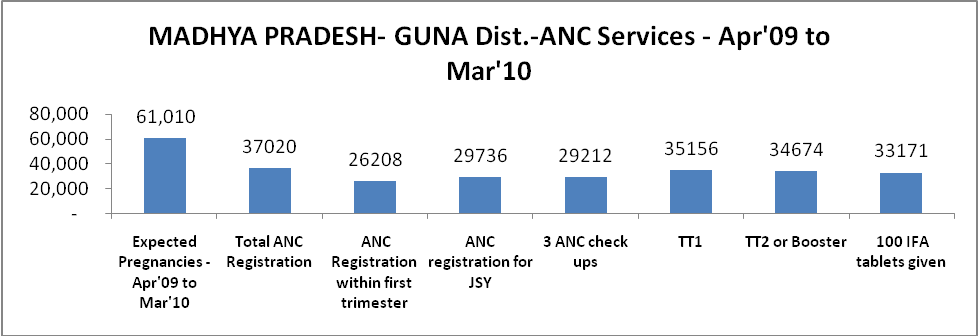 MADHYA PRADESH- GUNA Dist.-ANC Services - Apr'09 to
Mar'10
80,000
60,000
40,000
20,000
-
61,010
37020
26208
29736
29212
35156
34674
33171
Expected
Pregnancies -
Apr'09 to
Mar'10
Total ANC
Registration
ANC
Registration
within first
trimester
ANC
registration for
JSY
3 ANC check
ups
TT1
TT2 or Booster
100 IFA
tablets given